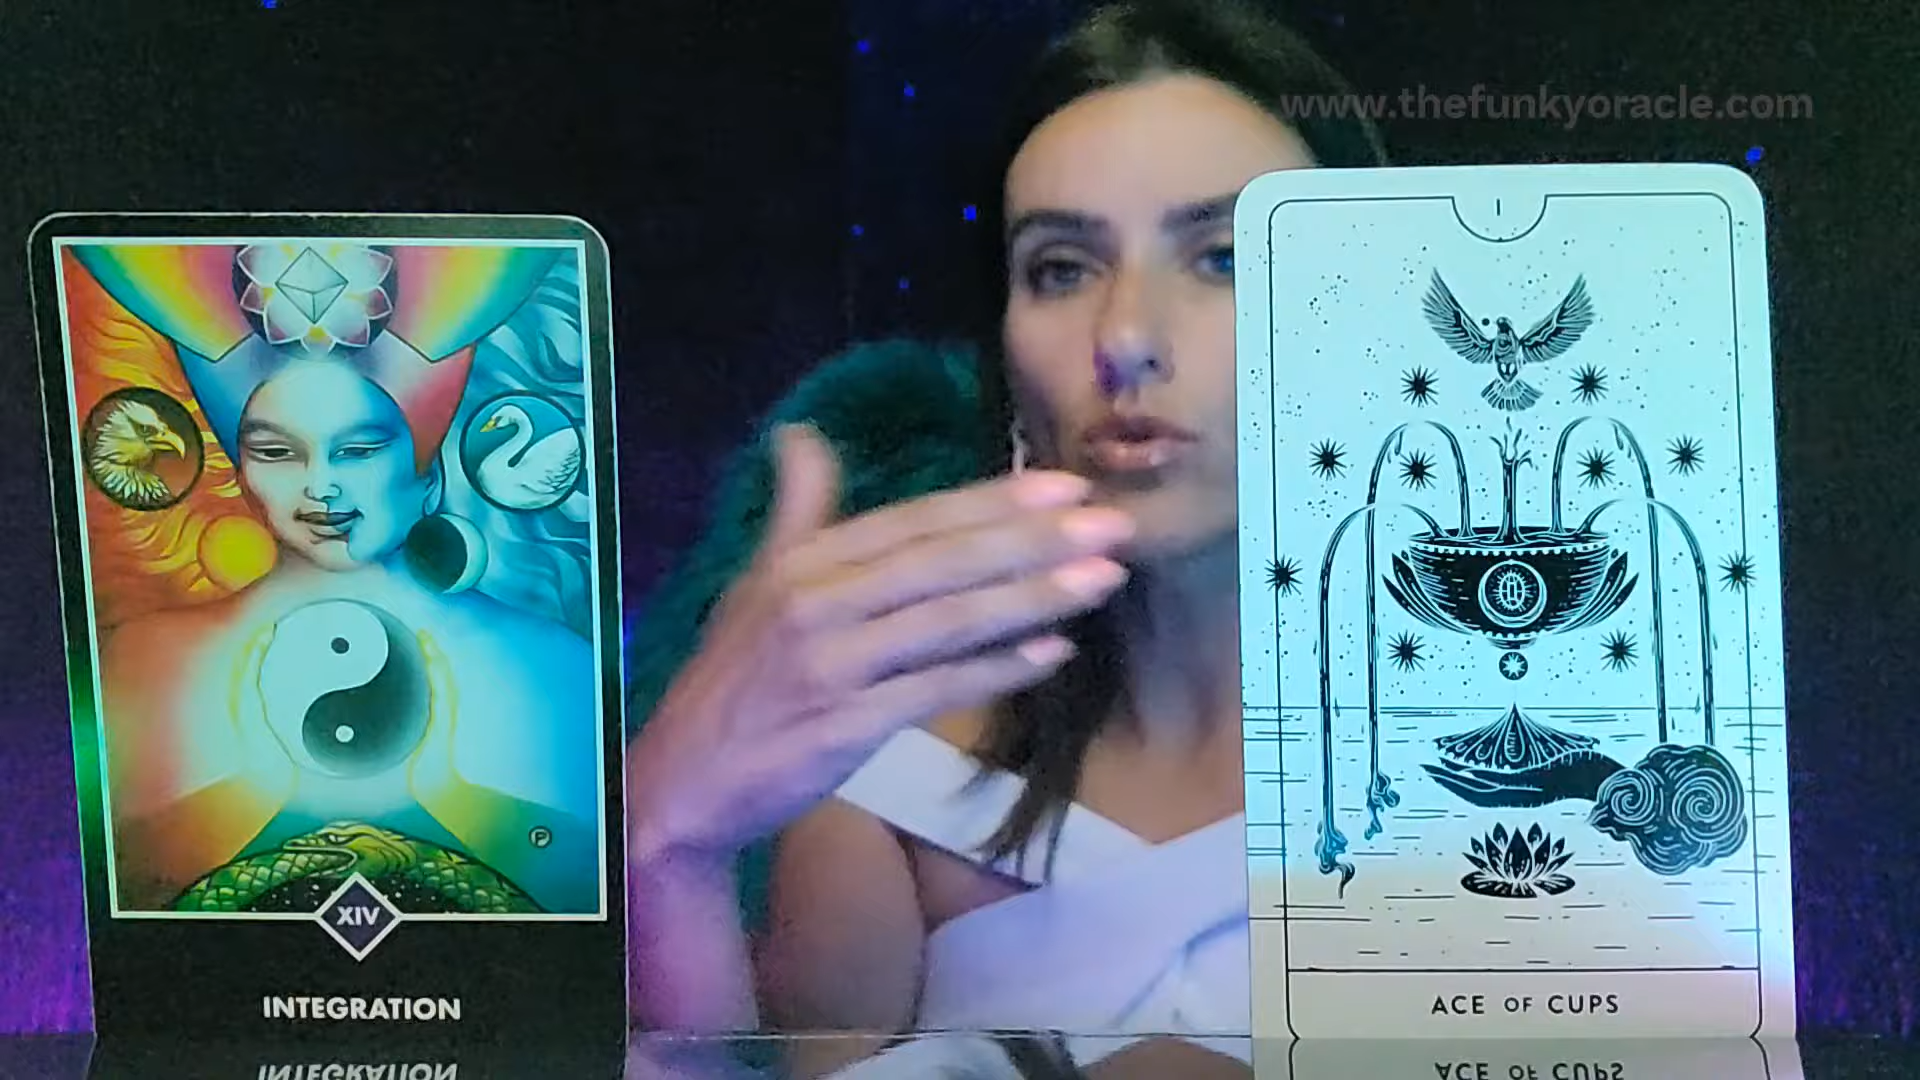 www.thefunkyoracle.com
I
XIV
P
INTEGRATION
ACE OF CUPS
INTEGRATION
ACE OF CUPS